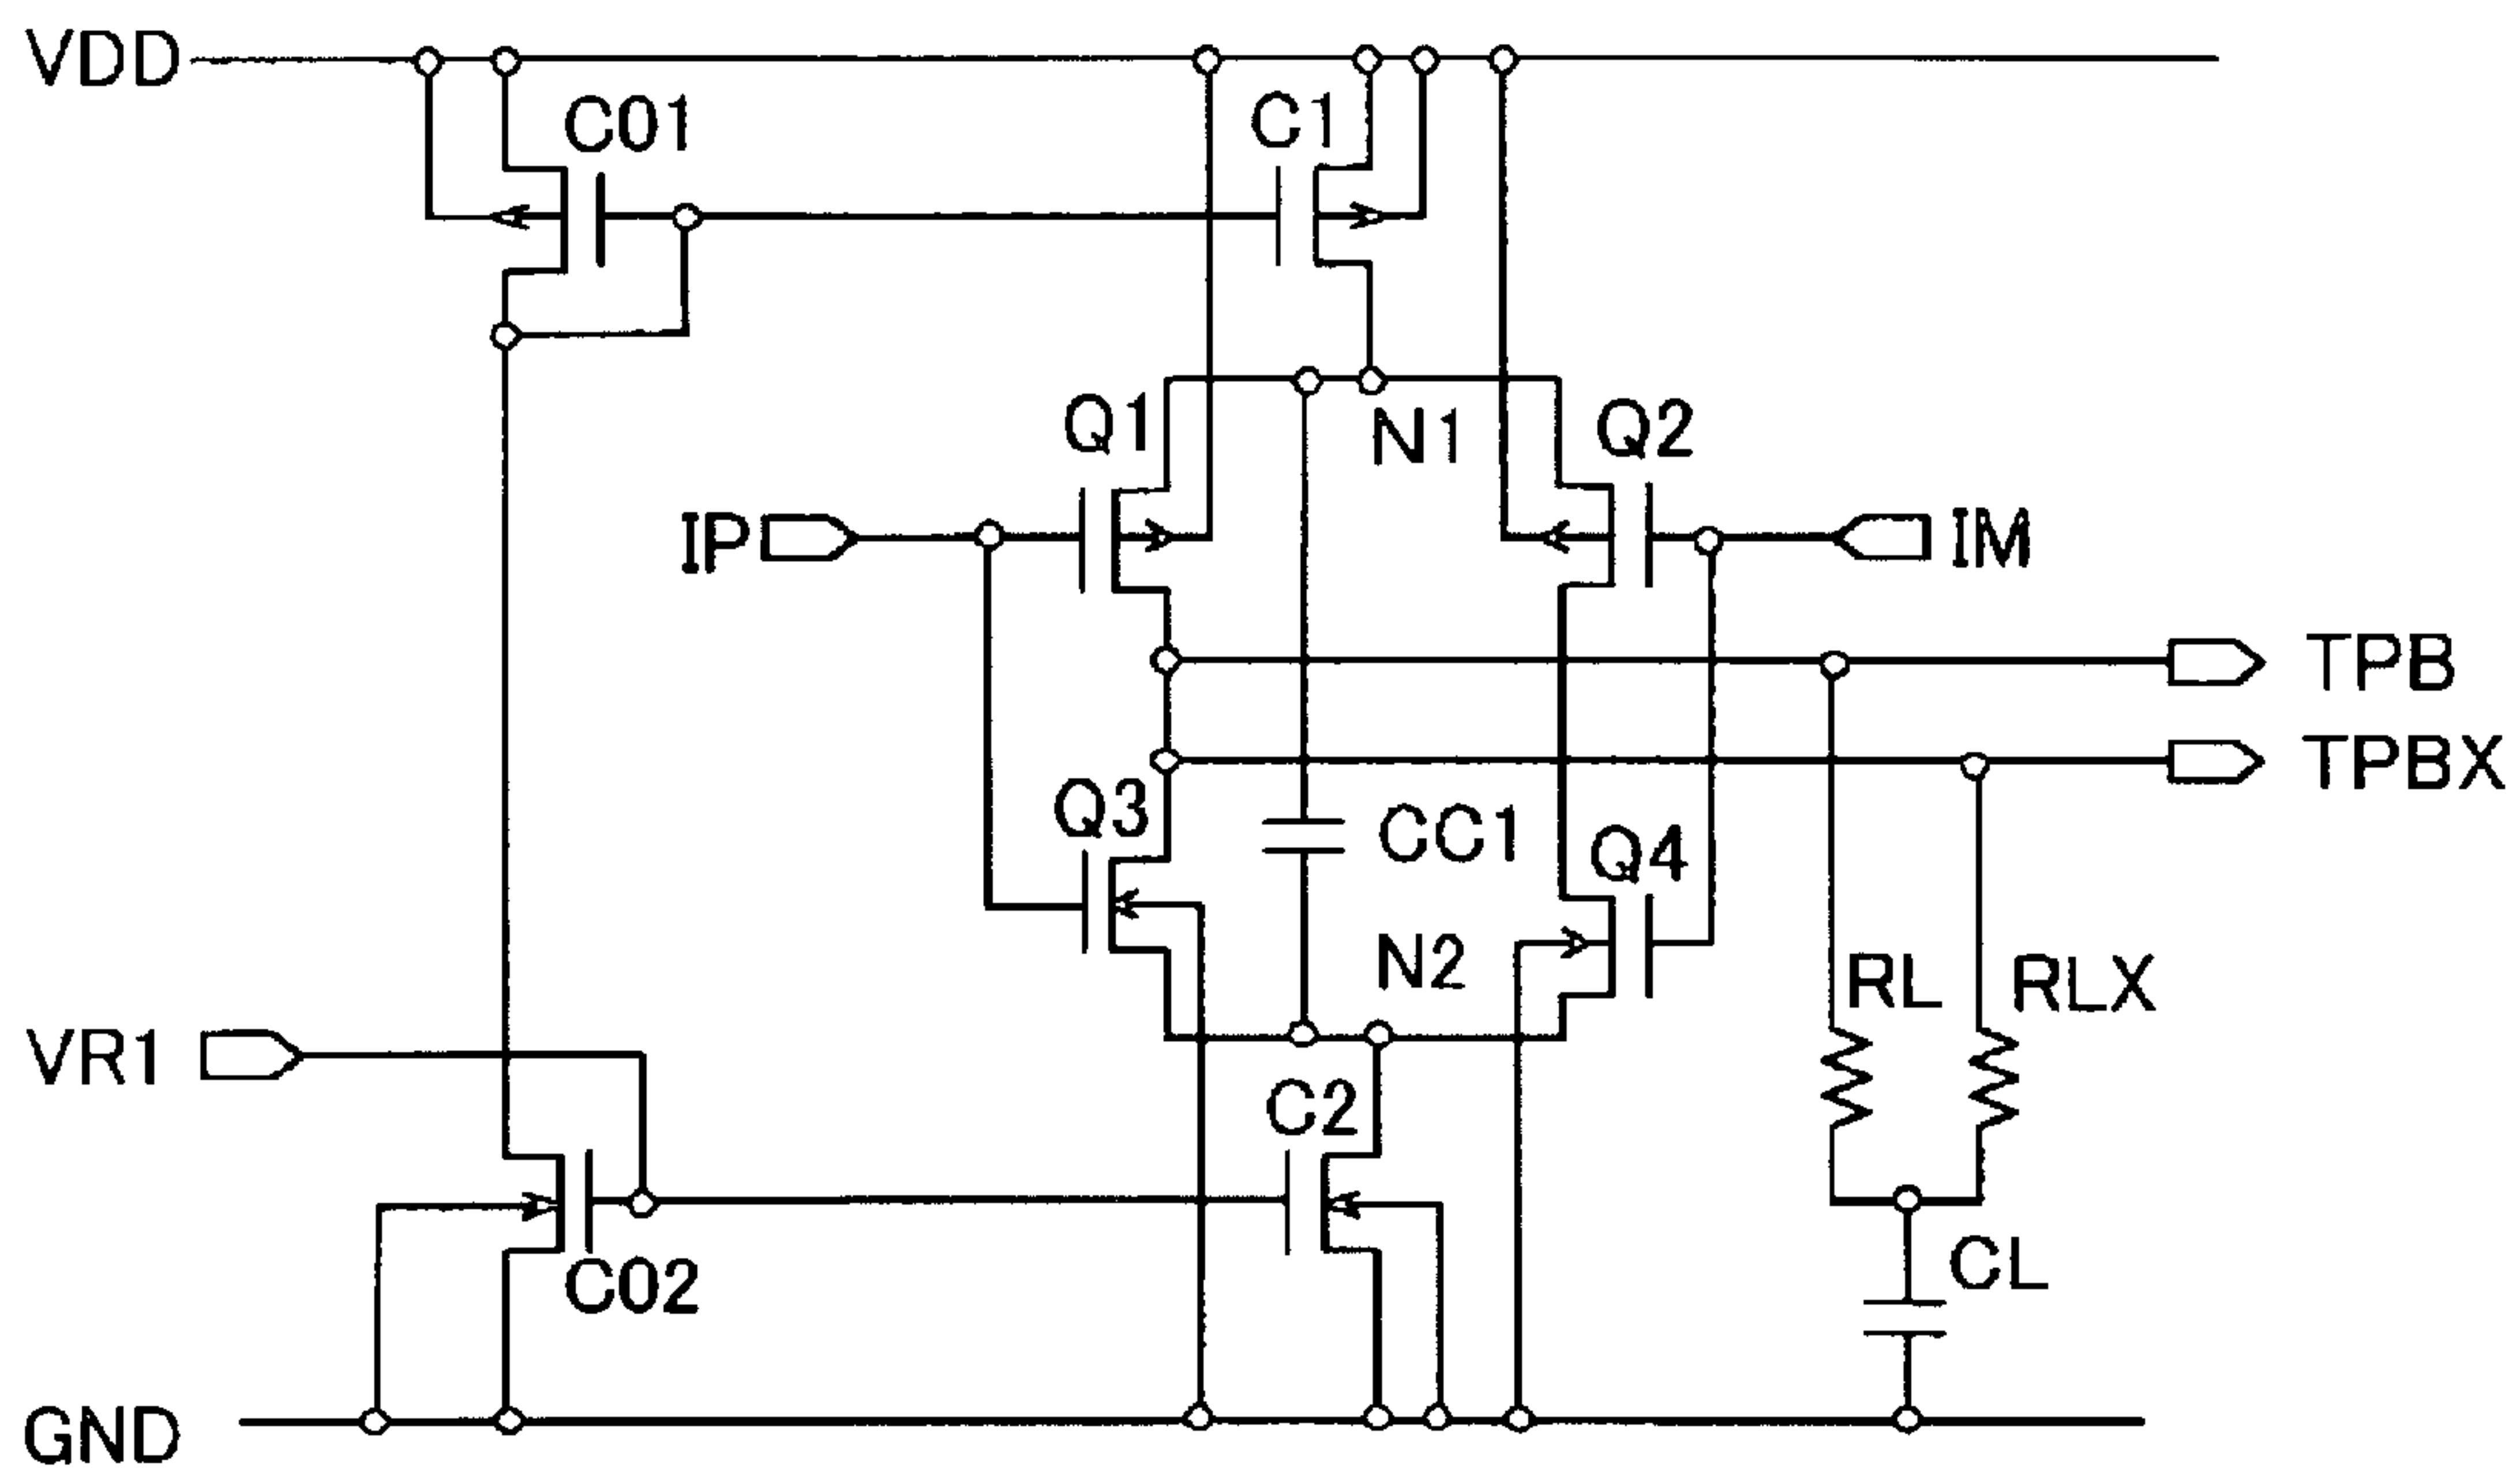 VDD
C01
C1
Q1
N1
Q2
IP
IM
TPB
TPBX
Q3
CC1
Q4
N2
RL
RLX
VR1
C2
C02
CL
GND